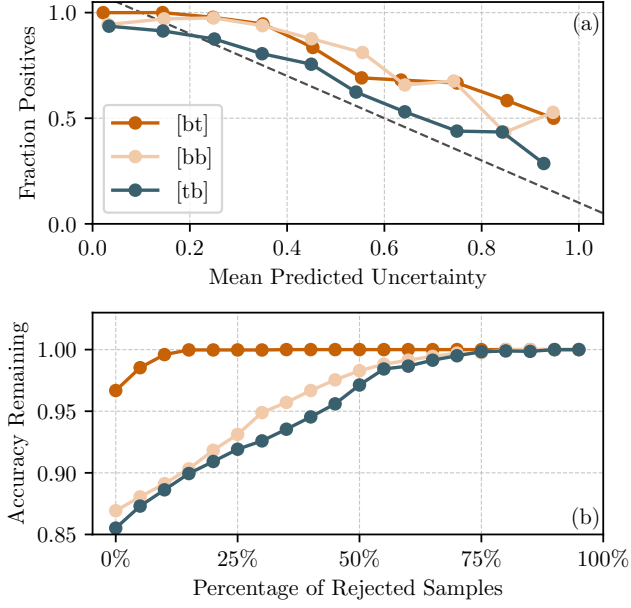 1.0
(a)
Fraction Positives
0.5
[bt]
[bb]
[tb]
0.0
0.0 0.2 0.4 0.6 0.8 1.0
Mean Predicted Uncertainty
1.00
Accuracy Remaining
0.95
0.90
0.85
(b)
0% 25% 50% 75% 100%
Percentage of Rejected Samples